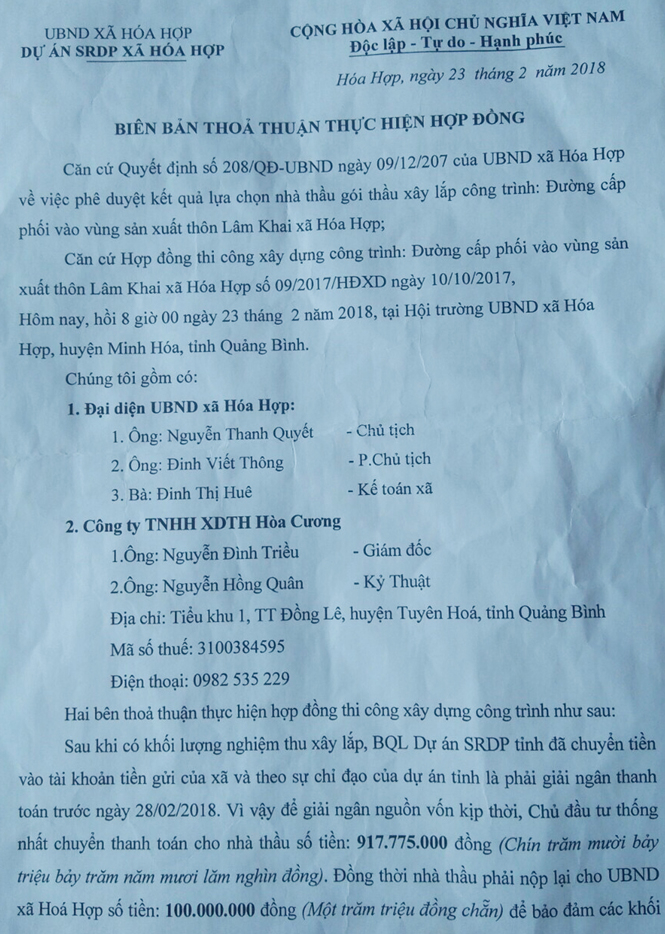 UBND XÃ HÓA HỢP
DỰ ÁN SRDP XÃ HÓA HỢP
CỘNG HÒA XÃ HỘI CHỦ NGHĨA VIỆT NAM
Độc lập - Tự do - Hạnh phúc
Hóa Hợp, ngày 23 tháng 2 năm 2018
BIÊN BẢN THOẢ THUẬN THỰC HIỆN HỢP ĐỒNG
Căn cứ Quyết định số 208/QĐ-UBND ngày 09/12/207 của UBND xã Hóa Hợp
về việc phê duyệt kết quả lựa chọn nhà thầu gói thầu xây lắp công trình: Đường cấp
phối vào vùng sản xuất thôn Lâm Khai xã Hóa Hợp;
Căn cứ Hợp đồng thi công xây dựng công trình: Đường cấp phối vào vùng sản
xuất thôn Lâm Khai xã Hóa Hợp số 09/2017/HĐXD ngày 10/10/2017,
Hôm nay, hồi 8 giờ 00 ngày 23 tháng 2 năm 2018, tại Hội trường UBND xã Hóa
Hợp, huyện Minh Hóa, tỉnh Quảng Bình.
Chúng tôi gồm có:
1. Đại diện UBND xã Hóa Hợp:
1. Ông: Nguyễn Thanh Quyết - Chủ tịch
2. Ông: Đinh Viết Thông - P.Chủ tịch
3. Bà: Đinh Thị Huê - Kế toán xã
2. Công ty TNHH XDTH Hòa Cương
1.Ông: Nguyễn Đình Triều - Giám đốc
2.Ông: Nguyễn Hồng Quân - Kỷ Thuật
Địa chỉ: Tiểu khu 1, TT Đồng Lê, huyện Tuyên Hoá, tỉnh Quảng Bình
Mã số thuế: 3100384595
Điện thoại: 0982 535 229
Hai bên thoả thuận thực hiện hợp đồng thi công xây dựng công trình như sau:
Sau khi có khối lượng nghiệm thu xây lắp, BQL Dự án SRDP tỉnh đã chuyển tiền
vào tài khoản tiền gửi của xã và theo sự chỉ đạo của dự án tỉnh là phải giải ngân thanh
toán trước ngày 28/02/2018. Vì vậy để giải ngân nguồn vốn kịp thời, Chủ đầu tư thống
nhất chuyển thanh toán cho nhà thầu số tiền: 917.775.000 đồng (Chín trăm mười bảy
triệu bảy trăm năm mươi lăm nghìn đồng). Đồng thời nhà thầu phải nộp lại cho UBND
xã Hoá Hợp số tiền: 100.000.000 đồng (Một trăm triệu đồng chẵn) để bảo đảm các khối